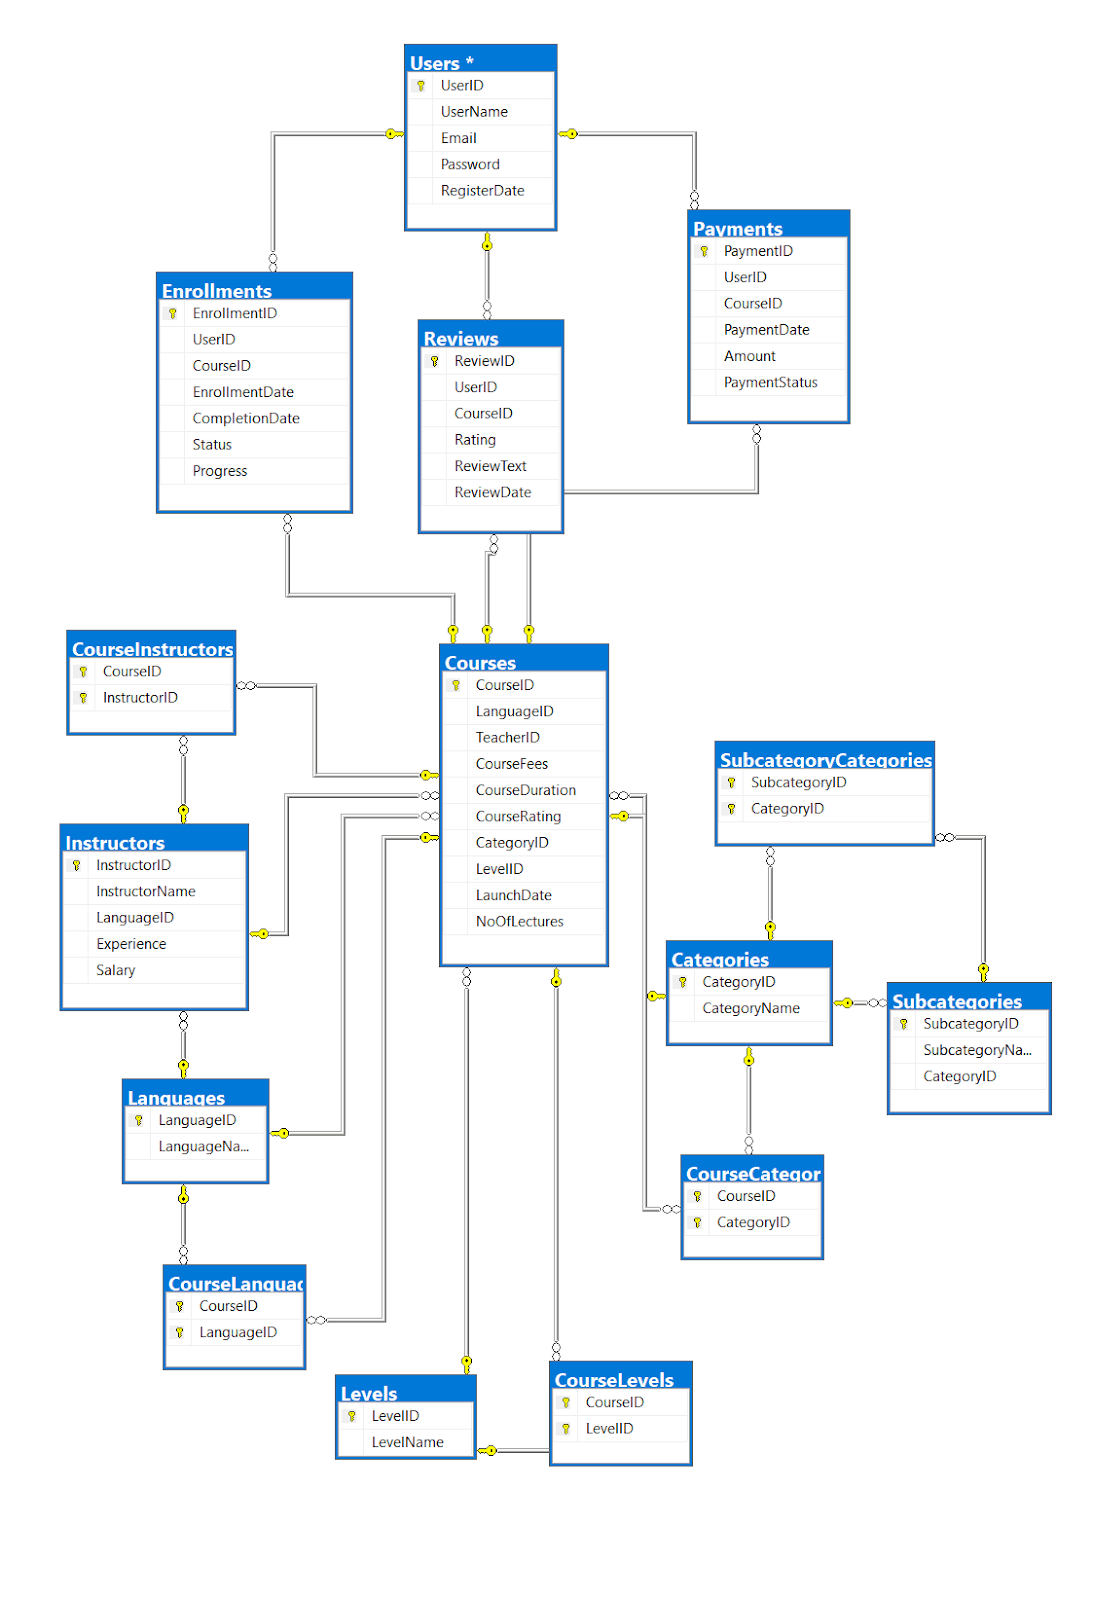 Users *
UserID
UserName
Email
Password
RegisterDate
Payments
PaymentID
UserID
CourseID
PaymentDate
Amount
PaymentStatus
Enrollments
EnrollmentID
UserID
CourseID
EnrollmentDate
CompletionDate
Status
Progress
Reviews
ReviewID
UserID
CourseID
Rating
ReviewText
ReviewDate
CourseInstructors
CourseID
InstructorID
Courses
CourseID
LanguageID
TeacherID
CourseFees
CourseDuration
CourseRating
CategoryID
LevelID
LaunchDate
NoOfLectures
SubcategoryCategories
SubcategoryID
CategoryID
Instructors
InstructorID
InstructorName
LanguageID
Experience
Salary
Categories
CategoryID
CategoryName
Subcategories
SubcategoryID
SubcategoryNa...
CategoryID
Languages
LanguageID
LanguageNa...
CourseCategor
CourseID
CategoryID
CourseLanguag
CourseID
LanguageID
Levels
LevelID
LevelName
CourseLevels
CourseID
LevelID